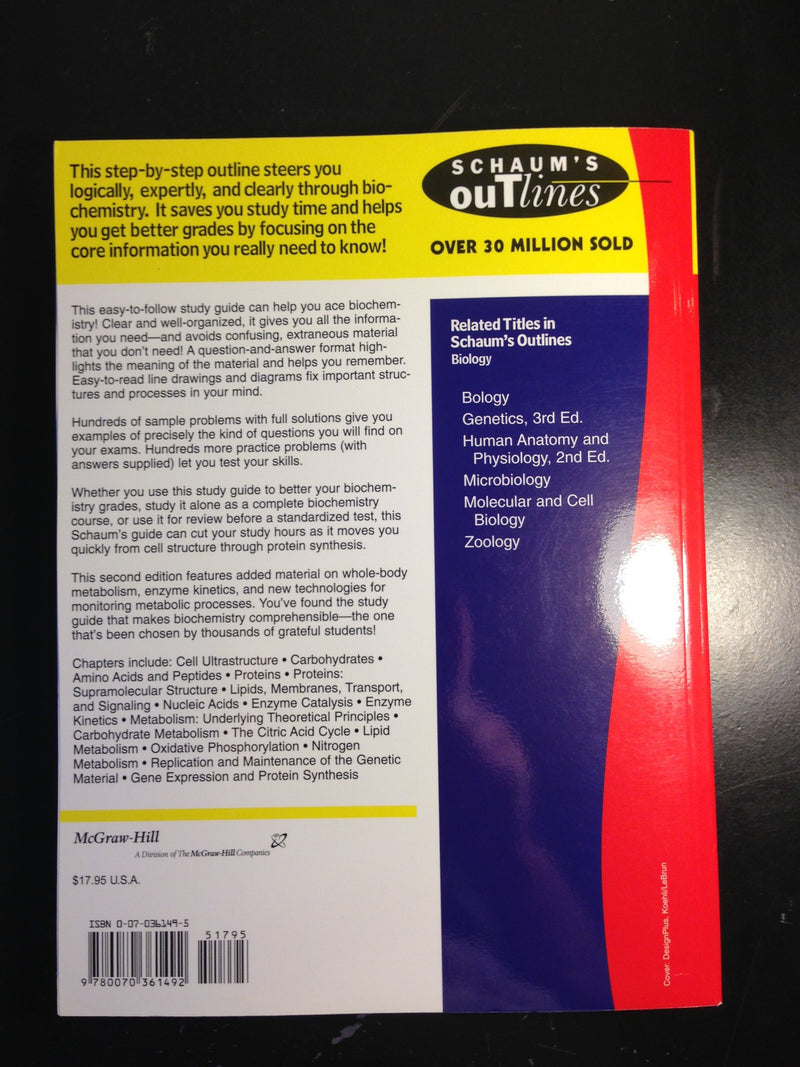 This step-by-step outline steers you
logically, expertly, and clearly through bio-
chemistry. It saves you study time and helps
you get better grades by focusing on the
core information you really need to know!
SCHAUM'S
ouTlines
OVER 30 MILLION SOLD
This easy-to-follow study guide can help you ace biochem-
istry! Clear and well-organized, it gives you all the informa-
tion you need—and avoids confusing, extraneous material
that you don't need! A question-and-answer format high-
lights the meaning of the material and helps you remember.
Easy-to-read line drawings and diagrams fix important struc-
tures and processes in your mind.
Hundreds of sample problems with full solutions give you
examples of precisely the kind of questions you will find on
your exams. Hundreds more practice problems (with
answers supplied) let you test your skills.
Whether you use this study guide to better your biochem-
istry grades, study it alone as a complete biochemistry
course, or use it for review before a standardized test, this
Schaum's guide can cut your study hours as it moves you
quickly from cell structure through protein synthesis.
This second edition features added material on whole-body
metabolism, enzyme kinetics, and new technologies for
monitoring metabolic processes. You've found the study
guide that makes biochemistry comprehensible—the one
that's been chosen by thousands of grateful students!
Chapters include: Cell Ultrastructure • Carbohydrates •
Amino Acids and Peptides • Proteins • Proteins:
Supramolecular Structure • Lipids, Membranes, Transport,
and Signaling • Nucleic Acids • Enzyme Catalysis • Enzyme
Kinetics • Metabolism: Underlying Theoretical Principles •
Carbohydrate Metabolism • The Citric Acid Cycle • Lipid
Metabolism • Oxidative Phosphorylation • Nitrogen
Metabolism • Replication and Maintenance of the Genetic
Material • Gene Expression and Protein Synthesis
Related Titles in
Schaum's Outlines
Biology
Bology
Genetics, 3rd Ed.
Human Anatomy and
Physiology, 2nd Ed.
Microbiology
Molecular and Cell
Biology
Zoology
McGraw-Hill
A Division of The McGraw-Hill Companies
$17.95 U.S.A.
ISBN 0-07-036149-5
51795
9 780070 361492
Cover: DesignPlus, Koehli/LeBrun